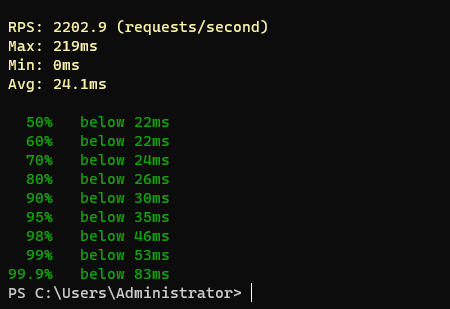 RPS: 2202.9 (requests/second)
Max: 219ms
Min: 0ms
Avg: 24.1ms
50% below 22ms
60% below 22ms
70% below 24ms
80% below 26ms
90% below 30ms
95% below 35ms
98% below 46ms
99% below 53ms
99.9% below 83ms
PS C:\Users\Administrator>